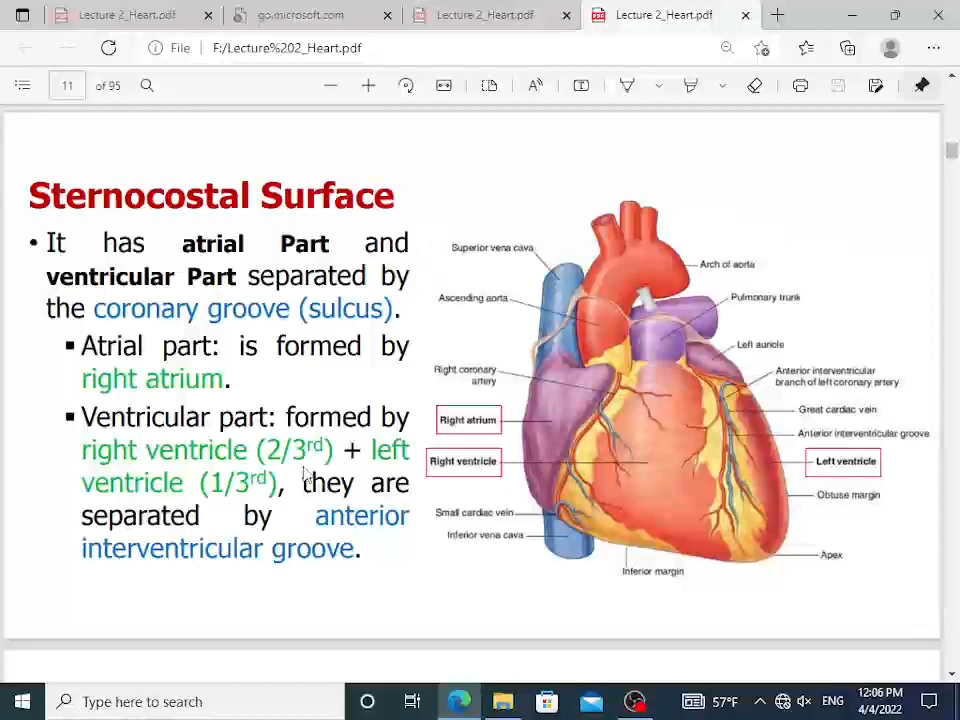 Lecture 2_Heart.pdf
go.microsoft.com
Lecture 2_Heart.pdf
Lecture 2_Heart.pdf
File
F:/Lecture%202_Heart.pdf
11
of 95
Sternocostal Surface
• It has atrial Part and
ventricular Part separated by
the coronary groove (sulcus).
▪ Atrial part: is formed by
right atrium.
▪ Ventricular part: formed by
right ventricle (2/3rd) + left
ventricle (1/3rd), they are
separated by anterior
interventricular groove.
Superior vena cava
Ascending aorta
Right coronary
artery
Right atrium
Right ventricle
Small cardiac vein
Inferior vena cava
Inferior margin
Arch of aorta
Pulmonary trunk
Left auricle
Anterior interventricular
branch of left coronary artery
Great cardiac vein
Anterior interventricular groove
Left ventricle
Obtuse margin
Apex
Type here to search
57°F
ENG
12:06 PM
4/4/2022